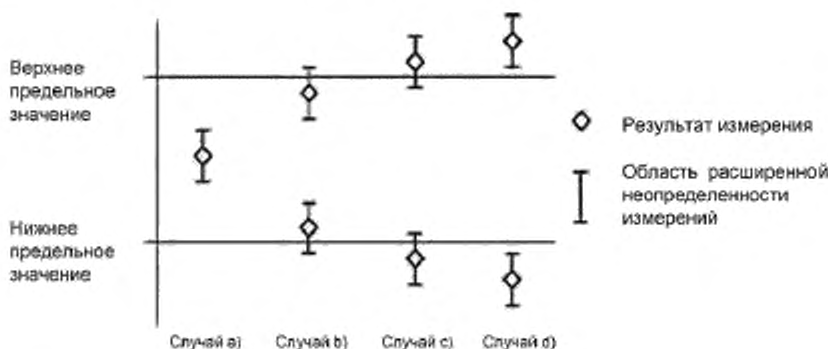 Верхнее
предельное
значение
Результат измерения
Область расширенной
неопределенности
измерений
Нижнее
предельное
значение
Случай a)
Случай b)
Случай c)
Случай d)